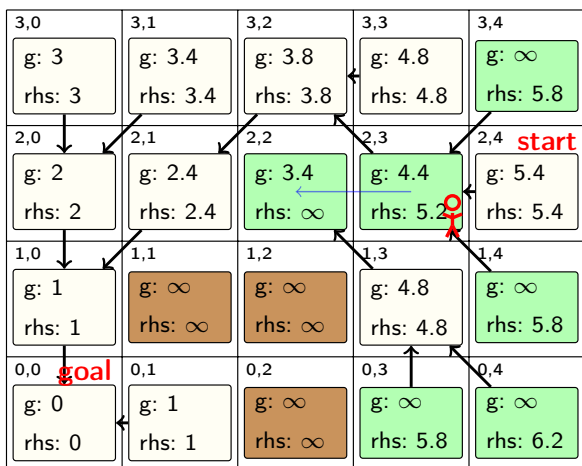 3,0 3,1 3,2 3,3 3,4
g: 3 g: 3.4 g: 3.8 g: 4.8 g: ∞
rhs: 3 rhs: 3.4 rhs: 3.8 rhs: 4.8 rhs: 5.8
2,0 2,1 2,2 2,3 2,4 start
g: 2 g: 2.4 g: 3.4 g: 4.4 g: 5.4
rhs: 2 rhs: 2.4 rhs: ∞ rhs: 5.2 rhs: 5.4
1,0 1,1 1,2 1,3 1,4
g: 1 g: ∞ g: ∞ g: 4.8 g: ∞
rhs: 1 rhs: ∞ rhs: ∞ rhs: 4.8 rhs: 5.8
0,0 goal 0,1 0,2 0,3 0,4
g: 0 g: 1 g: ∞ g: ∞ g: ∞
rhs: 0 rhs: 1 rhs: ∞ rhs: 5.8 rhs: 6.2